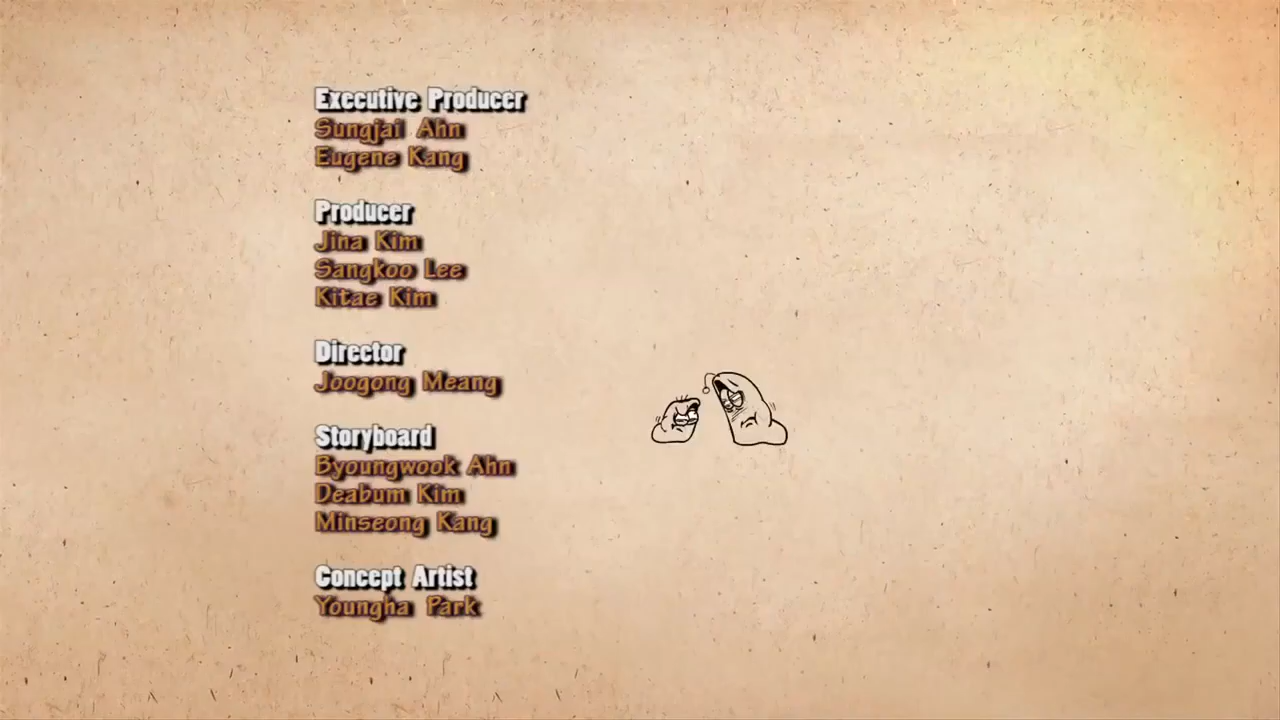 Executive Producer
Sungjai Ahn
Eugene Kang
Producer
Jina Kim
Sangkoo Lee
Kitae Kim
Director
Joogong Meang
Storyboard
Byoungwook Ahn
Deabum Kim
Minseong Kang
Concept Artist
Youngha Park